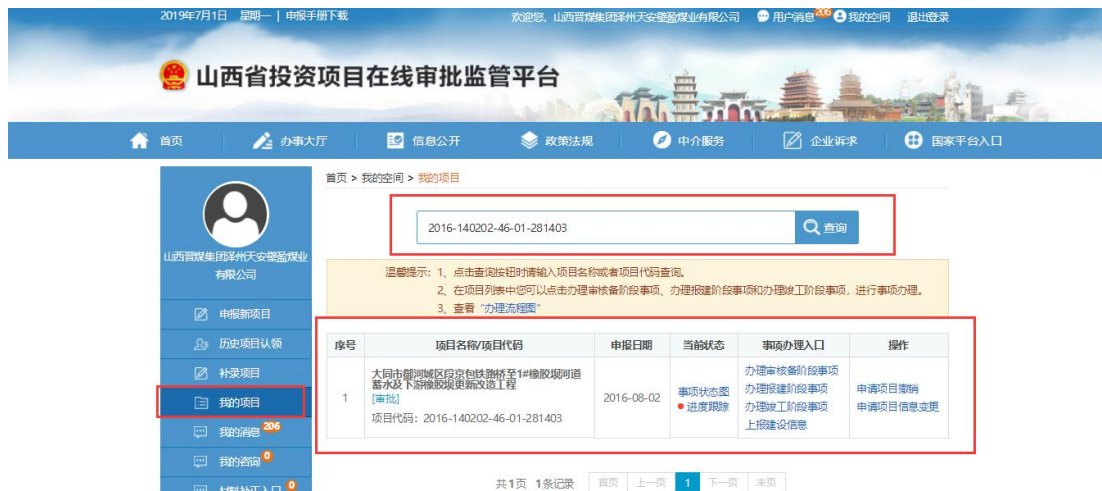 2019年7月1日 星期一 | 申报手册下载
欢迎您，山西晋煤集团泽州天安壁盈煤业有限公司 用户消息 206 我的空间 退出登录
山西省投资项目在线审批监管平台
首页 办事大厅 信息公开 政策法规 中介服务 企业诉求 国家平台入口
首页 > 我的空间 > 我的项目
2016-140202-46-01-281403 查询
山西晋煤集团泽州天安壁盈煤业
有限公司
温馨提示：1、点击查询按钮时请输入项目名称或者项目代码查询。
2、在项目列表中您可以点击办理审核备阶段事项、办理报建阶段事项和办理竣工阶段事项，进行事项办理。
3、查看“办理流程图”
申报新项目
历史项目认领
补录项目
我的项目
我的消息 206
我的咨询 0
材料补正入口 0
序号 项目名称/项目代码 申报日期 当前状态 事项办理入口 操作
1
大同市御河城区段京包铁路桥至1#橡胶坝河道
蓄水及下游橡胶坝更新改造工程
[审批]
项目代码：2016-140202-46-01-281403
2016-08-02
事项状态图
进度跟踪
办理审核备阶段事项
办理报建阶段事项
办理竣工阶段事项
上报建设信息
申请项目撤销
申请项目信息变更
共1页 1条记录 首页 上一页 1 下一页 末页